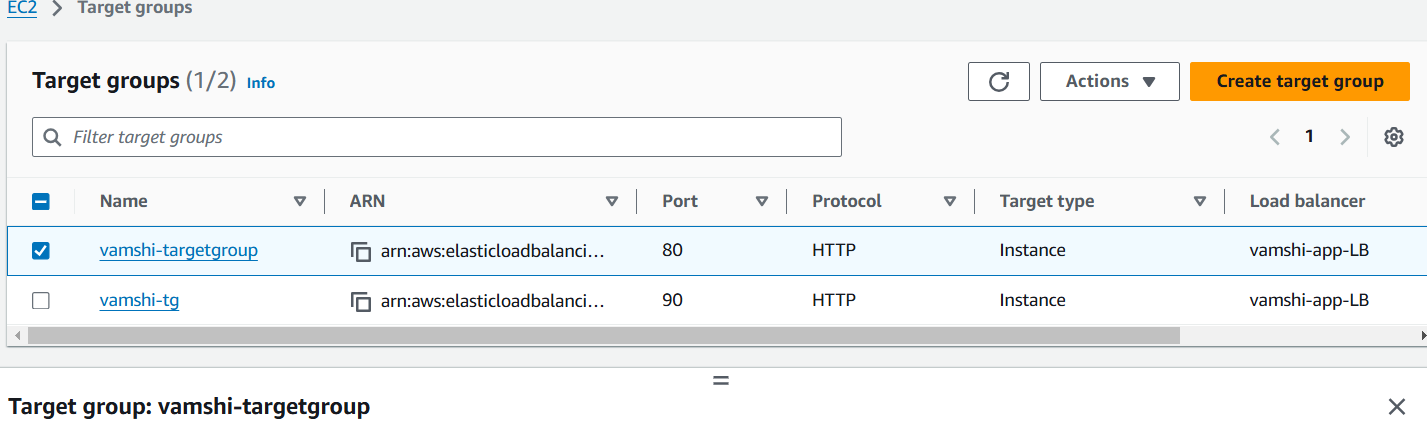 EC2 Target groups
Target groups (1/2) Info Actions Create target group
Filter target groups 1
Name ARN Port Protocol Target type Load balancer
vamshi-targetgroup arn:aws:elasticloadbalanci... 80 HTTP Instance vamshi-app-LB
vamshi-tg arn:aws:elasticloadbalanci... 90 HTTP Instance vamshi-app-LB
Target group: vamshi-targetgroup